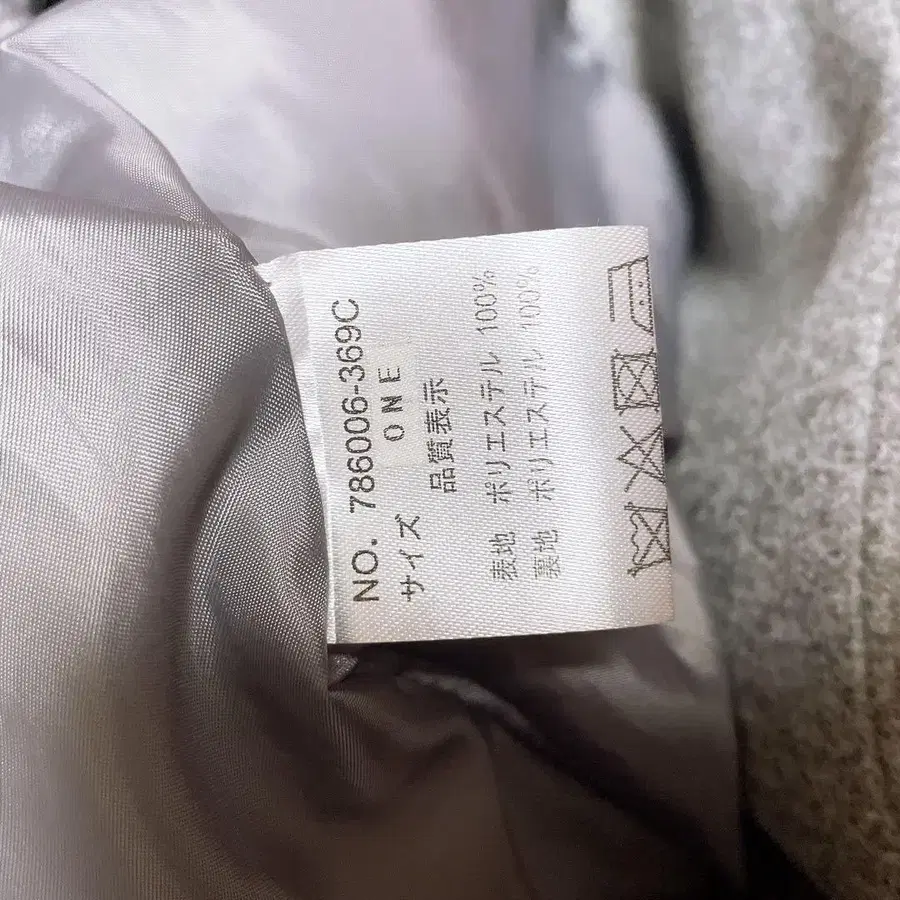 NO. 786006-369C
サイズ ONE
品質表示
表地 ポリエステル 100%
裏地 ポリエステル 100%